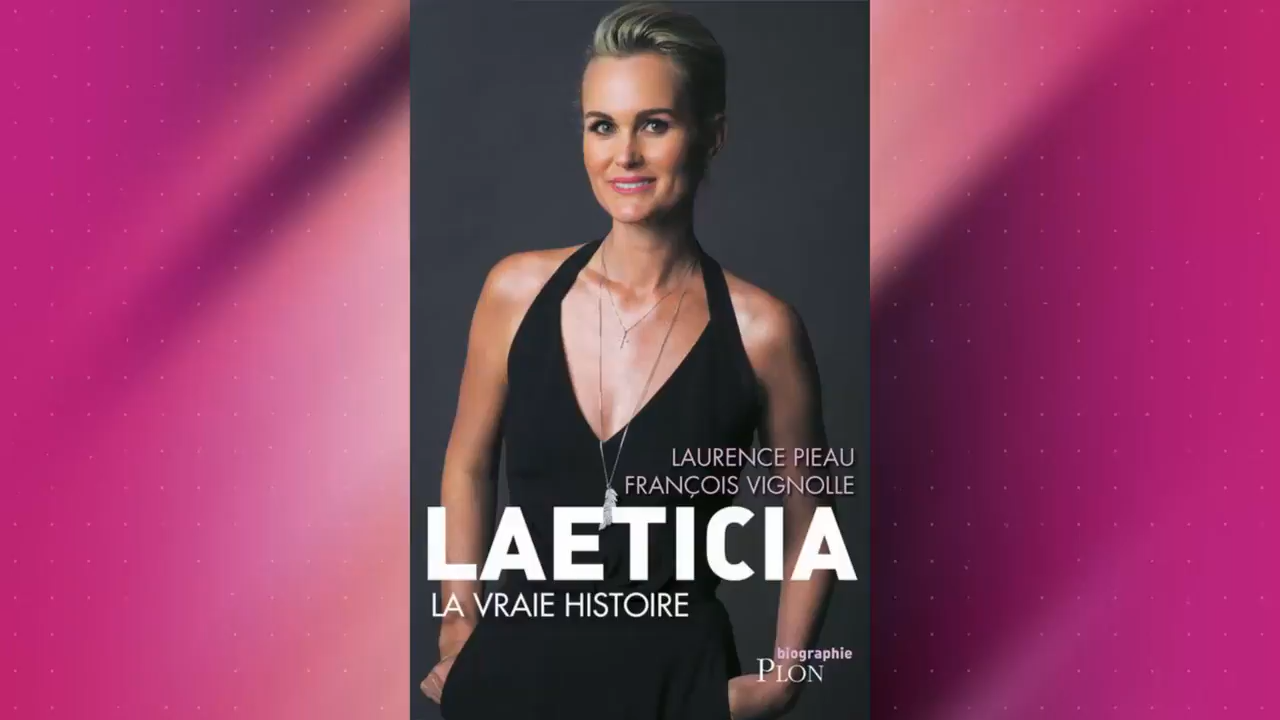 LAURENCE PIEAU
FRANÇOIS VIGNOLLE
LAETICIA
LA VRAIE HISTOIRE
biographie
PLON